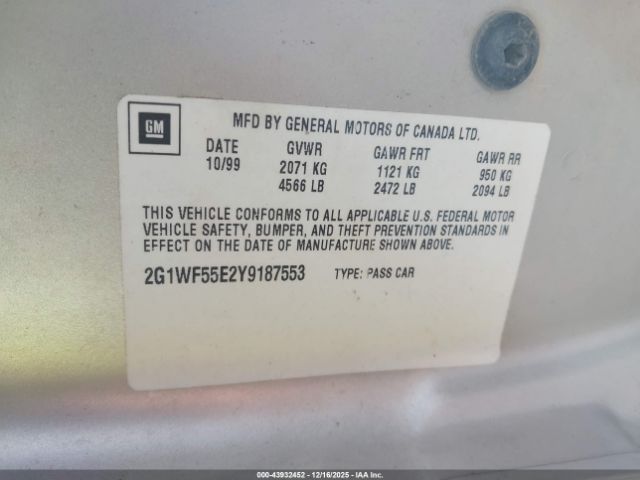 GM
MFD BY GENERAL MOTORS OF CANADA LTD.
DATE GVWR GAWR FRT GAWR RR
10/99 2071 KG 1121 KG 950 KG
4566 LB 2472 LB 2094 LB
THIS VEHICLE CONFORMS TO ALL APPLICABLE U.S. FEDERAL MOTOR
VEHICLE SAFETY, BUMPER, AND THEFT PREVENTION STANDARDS IN
EFFECT ON THE DATE OF MANUFACTURE SHOWN ABOVE.
2G1WF55E2Y9187553 TYPE: PASS CAR
000-43932452 | 12/16/2025 | IAA, Inc.